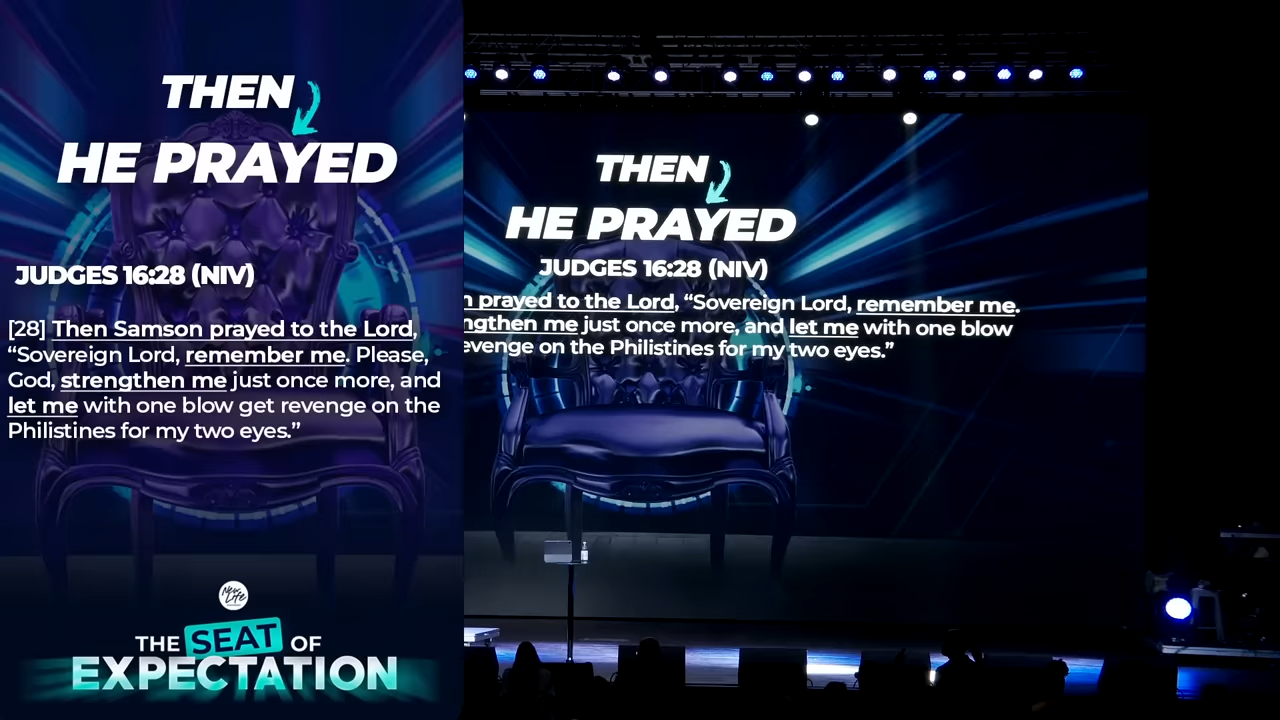 THEN
HE PRAYED
JUDGES 16:28 (NIV)
[28] Then Samson prayed to the Lord,
“Sovereign Lord, remember me. Please,
God, strengthen me just once more, and
let me with one blow get revenge on the
Philistines for my two eyes.”
New Life
THE SEAT OF
EXPECTATION
THEN
HE PRAYED
JUDGES 16:28 (NIV)
n prayed to the Lord, “Sovereign Lord, remember me.
ngthen me just once more, and let me with one blow
evenge on the Philistines for my two eyes.”